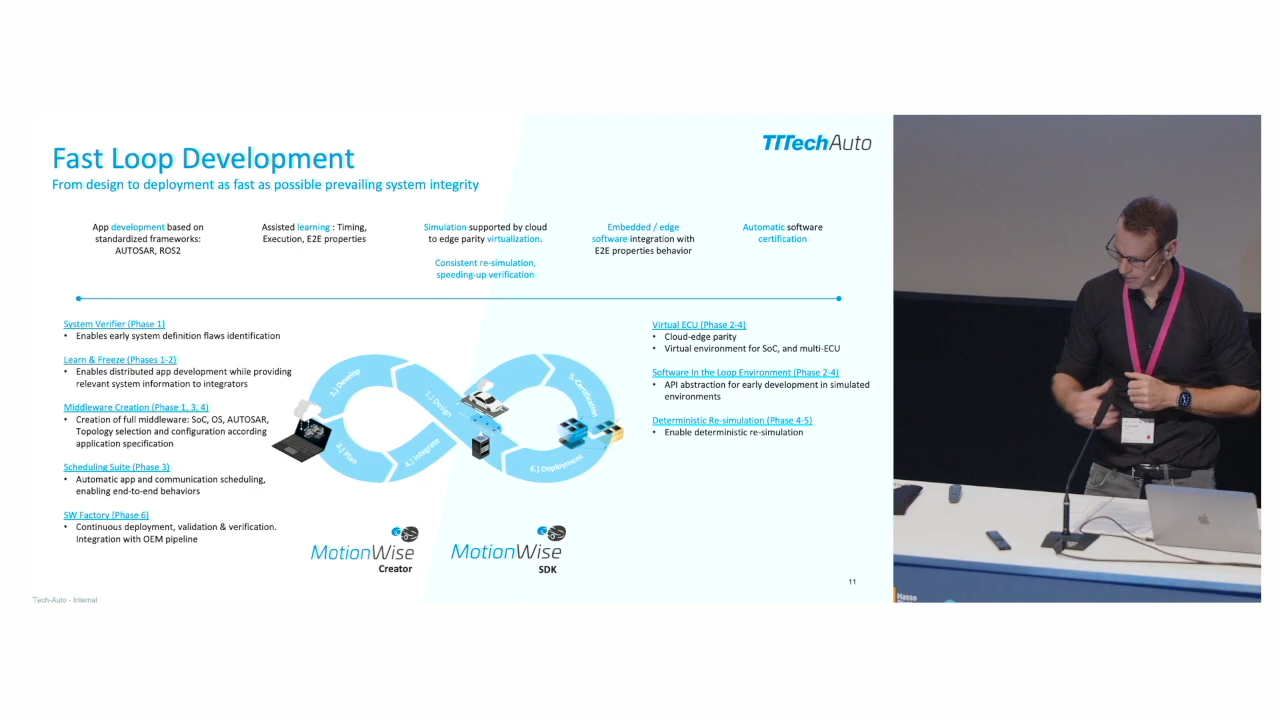 Fast Loop Development
From design to deployment as fast as possible prevailing system integrity
TTTechAuto
App development based on
standardized frameworks:
AUTOSAR, ROS2
Assisted learning : Timing,
Execution, E2E properties
Simulation supported by cloud
to edge parity virtualization.
Consistent re-simulation,
speeding-up verification
Embedded / edge
software integration with
E2E properties behavior
Automatic software
certification
System Verifier (Phase 1)
• Enables early system definition flaws identification
Learn & Freeze (Phases 1-2)
• Enables distributed app development while providing
relevant system information to integrators
Middleware Creation (Phase 1, 3, 4)
• Creation of full middleware: SoC, OS, AUTOSAR,
Topology selection and configuration according
application specification
Scheduling Suite (Phase 3)
• Automatic app and communication scheduling,
enabling end-to-end behaviors
SW Factory (Phase 6)
• Continuous deployment, validation & verification.
Integration with OEM pipeline
1.) Design
2.) Develop
3.) Plan
4.) Integrate
5.-Certification
6.) Deployment
MotionWise
Creator
MotionWise
SDK
Virtual ECU (Phase 2-4)
• Cloud-edge parity
• Virtual environment for SoC, and multi-ECU
Software In the Loop Environment (Phase 2-4)
• API abstraction for early development in simulated
environments
Deterministic Re-simulation (Phase 4-5)
• Enable deterministic re-simulation
11
Tech-Auto - Internal
Hasso